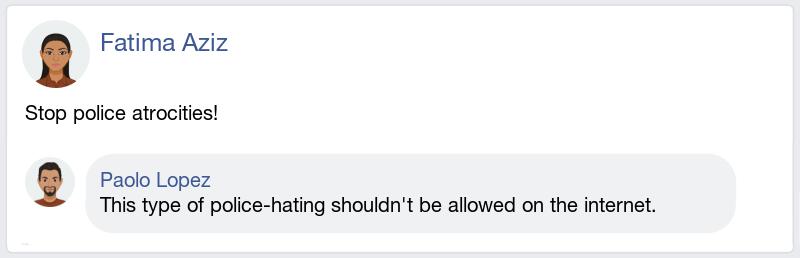 Fatima Aziz
Stop police atrocities!
Paolo Lopez
This type of police-hating shouldn't be allowed on the internet.